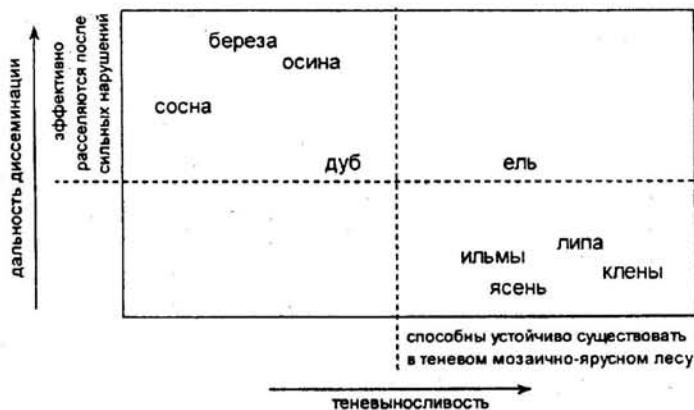 дальность диссеминации
эффективно
расселяются после
сильных нарушений
береза
осина
сосна
дуб
ель
ильмы
липа
клены
ясень
способны устойчиво существовать
в теневом мозаично-ярусном лесу
теневыносливость